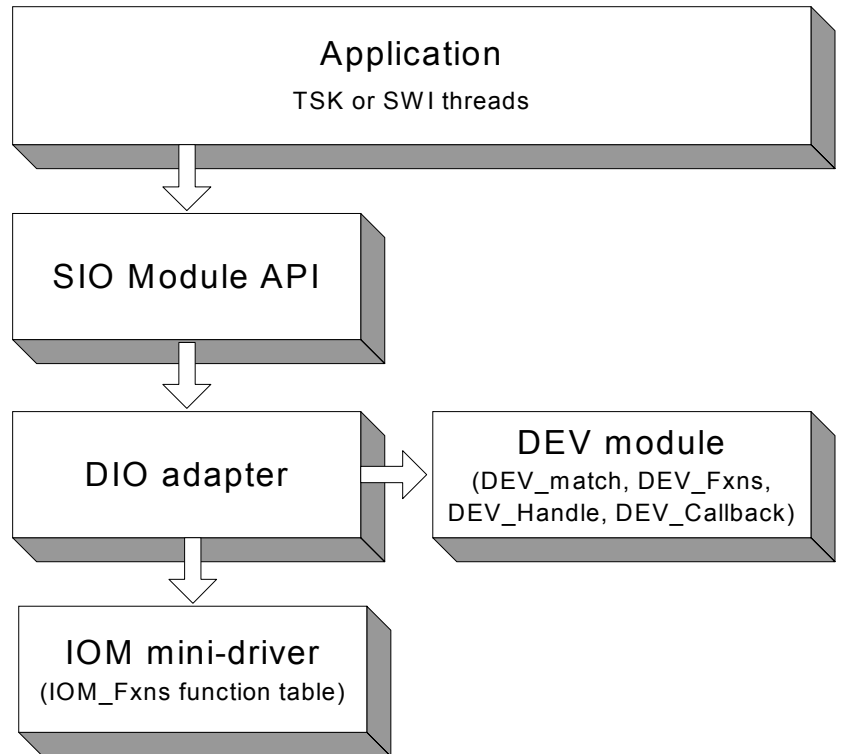 Application
TSK or SWI threads
SIO Module API
DIO adapter
DEV module
(DEV_match, DEV_Fxns,
DEV_Handle, DEV_Callback)
IOM mini-driver
(IOM_Fxns function table)